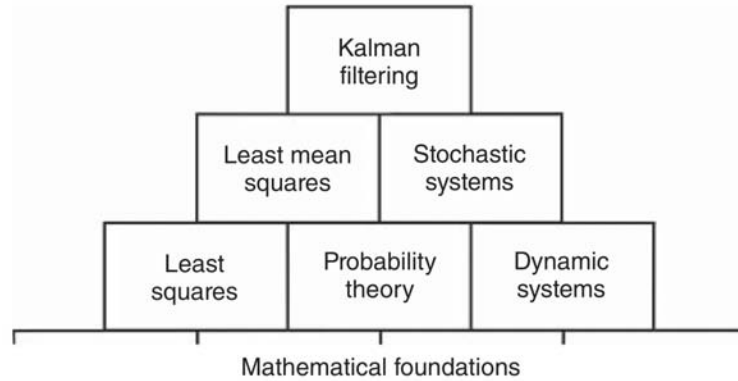 Kalman
filtering
Least mean
squares
Stochastic
systems
Least
squares
Probability
theory
Dynamic
systems
Mathematical foundations